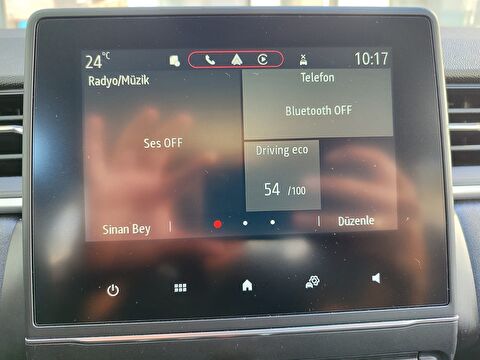 24°C
10:17
Radyo/Müzik
Telefon
Ses OFF
Bluetooth OFF
Driving eco
54 /100
Sinan Bey
Düzenle